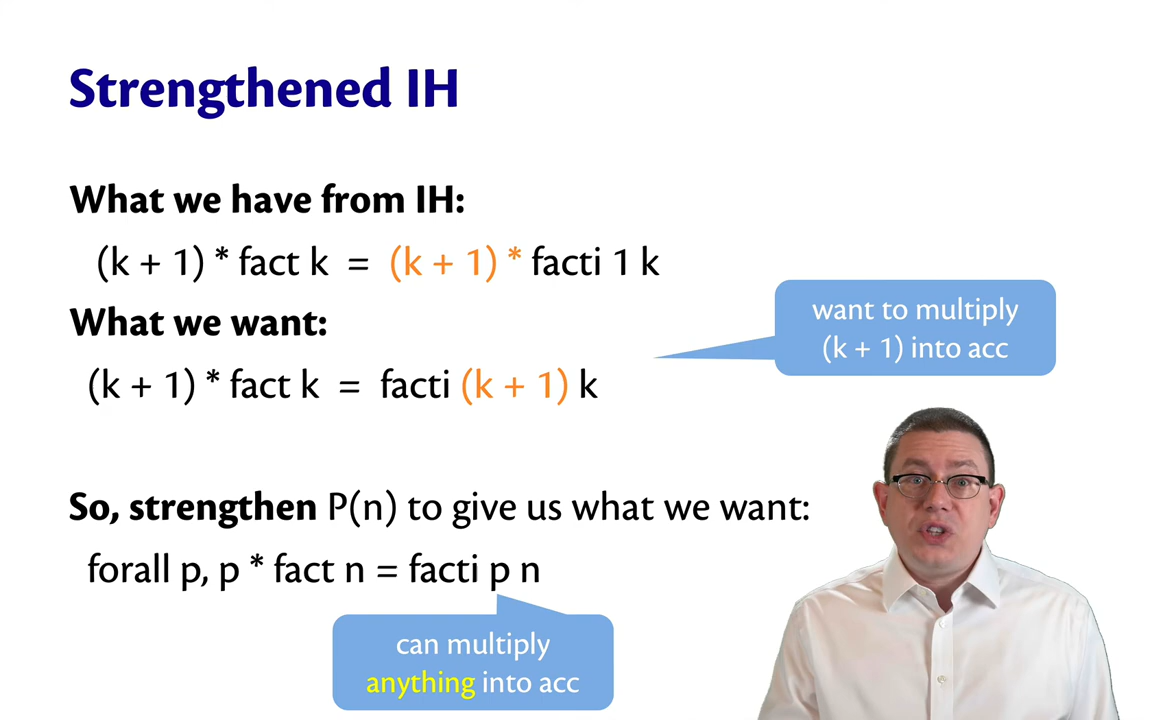 Strengthened IH
What we have from IH:
(k + 1) * fact k = (k + 1) * facti 1 k
want to multiply
(k + 1) into acc
What we want:
(k + 1) * fact k = facti (k + 1) k
So, strengthen P(n) to give us what we want:
forall p, p * fact n = facti p n
can multiply
anything into acc